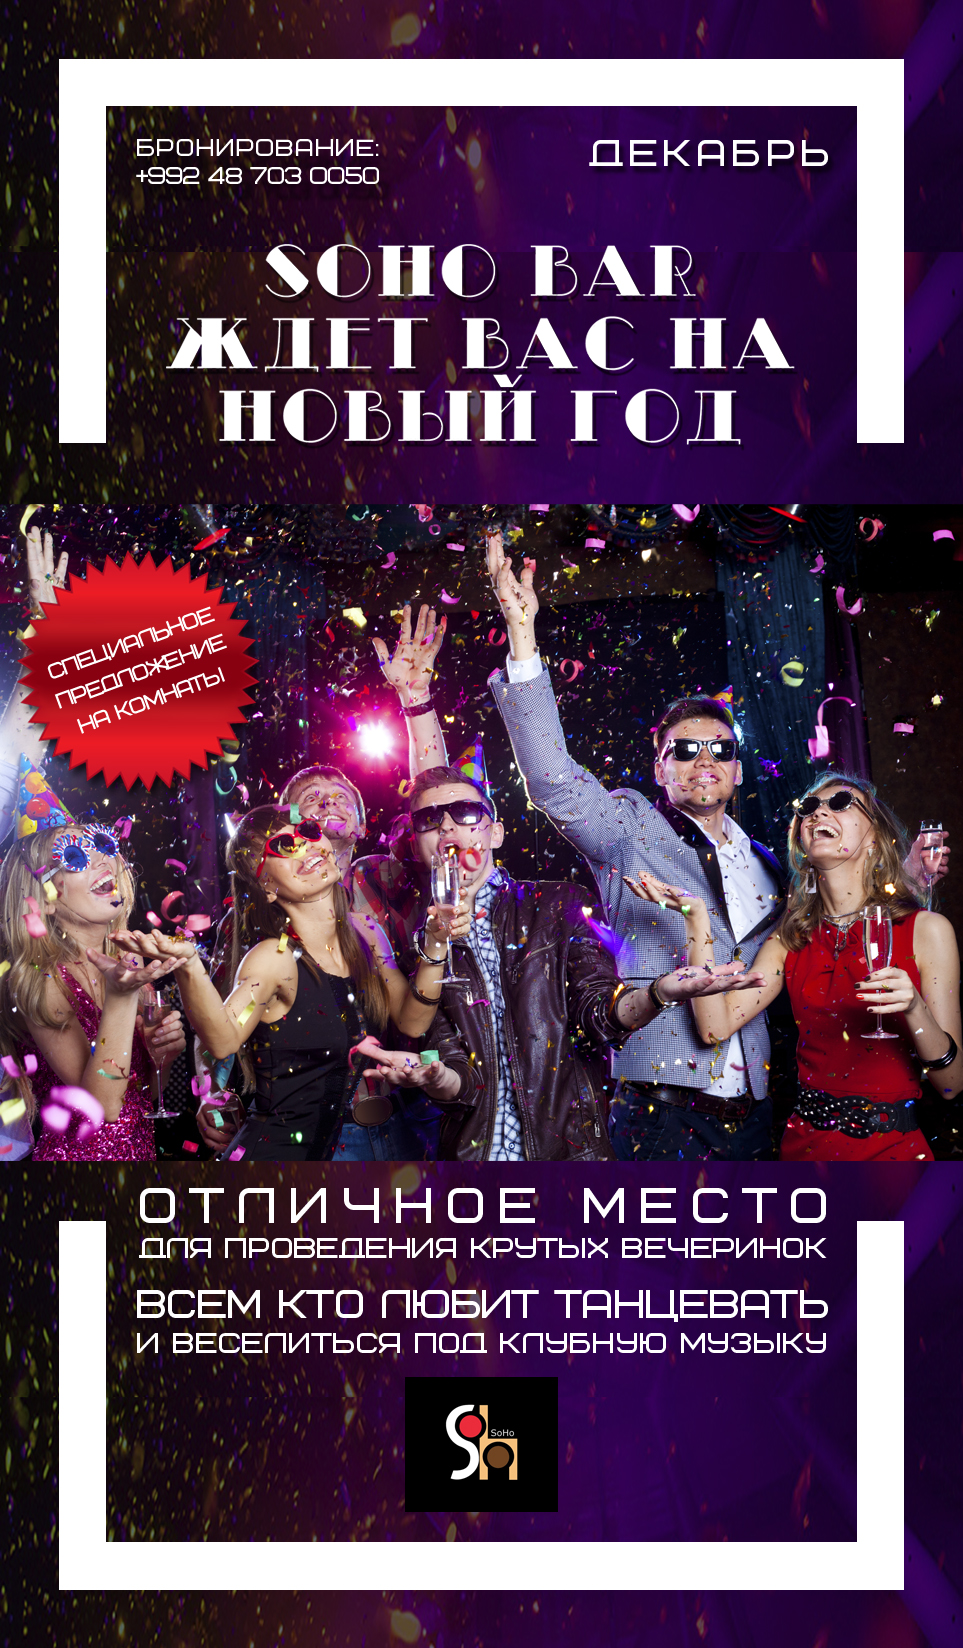 БРОНИРОВАНИЕ:
+992 48 703 0050
ДЕКАБРЬ
SOHO BAR
ЖДЕТ ВАС НА
НОВЫЙ ГОД
СПЕЦИАЛЬНОЕ
ПРЕДЛОЖЕНИЕ
НА КОМНАТЫ
ОТЛИЧНОЕ МЕСТО
ДЛЯ ПРОВЕДЕНИЯ КРУТЫХ ВЕЧЕРИНОК
ВСЕМ КТО ЛЮБИТ ТАНЦЕВАТЬ
И ВЕСЕЛИТЬСЯ ПОД КЛУБНУЮ МУЗЫКУ
SoHo